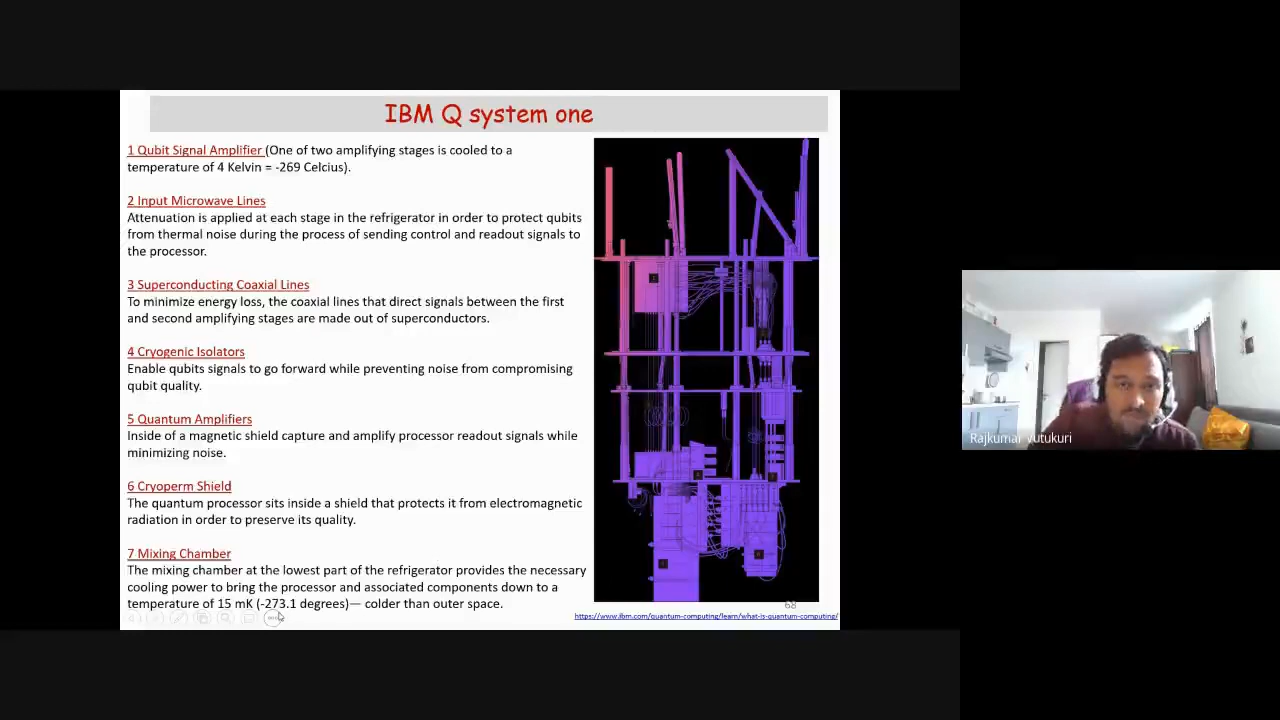 IBM Q system one
1 Qubit Signal Amplifier (One of two amplifying stages is cooled to a
temperature of 4 Kelvin = -269 Celcius).
2 Input Microwave Lines
Attenuation is applied at each stage in the refrigerator in order to protect qubits
from thermal noise during the process of sending control and readout signals to
the processor.
3 Superconducting Coaxial Lines
To minimize energy loss, the coaxial lines that direct signals between the first
and second amplifying stages are made out of superconductors.
4 Cryogenic Isolators
Enable qubits signals to go forward while preventing noise from compromising
qubit quality.
5 Quantum Amplifiers
Inside of a magnetic shield capture and amplify processor readout signals while
minimizing noise.
6 Cryoperm Shield
The quantum processor sits inside a shield that protects it from electromagnetic
radiation in order to preserve its quality.
7 Mixing Chamber
The mixing chamber at the lowest part of the refrigerator provides the necessary
cooling power to bring the processor and associated components down to a
temperature of 15 mK (-273.1 degrees)— colder than outer space.
68
https://www.ibm.com/quantum-computing/learn/what-is-quantum-computing/
Rajkumar Vutukuri